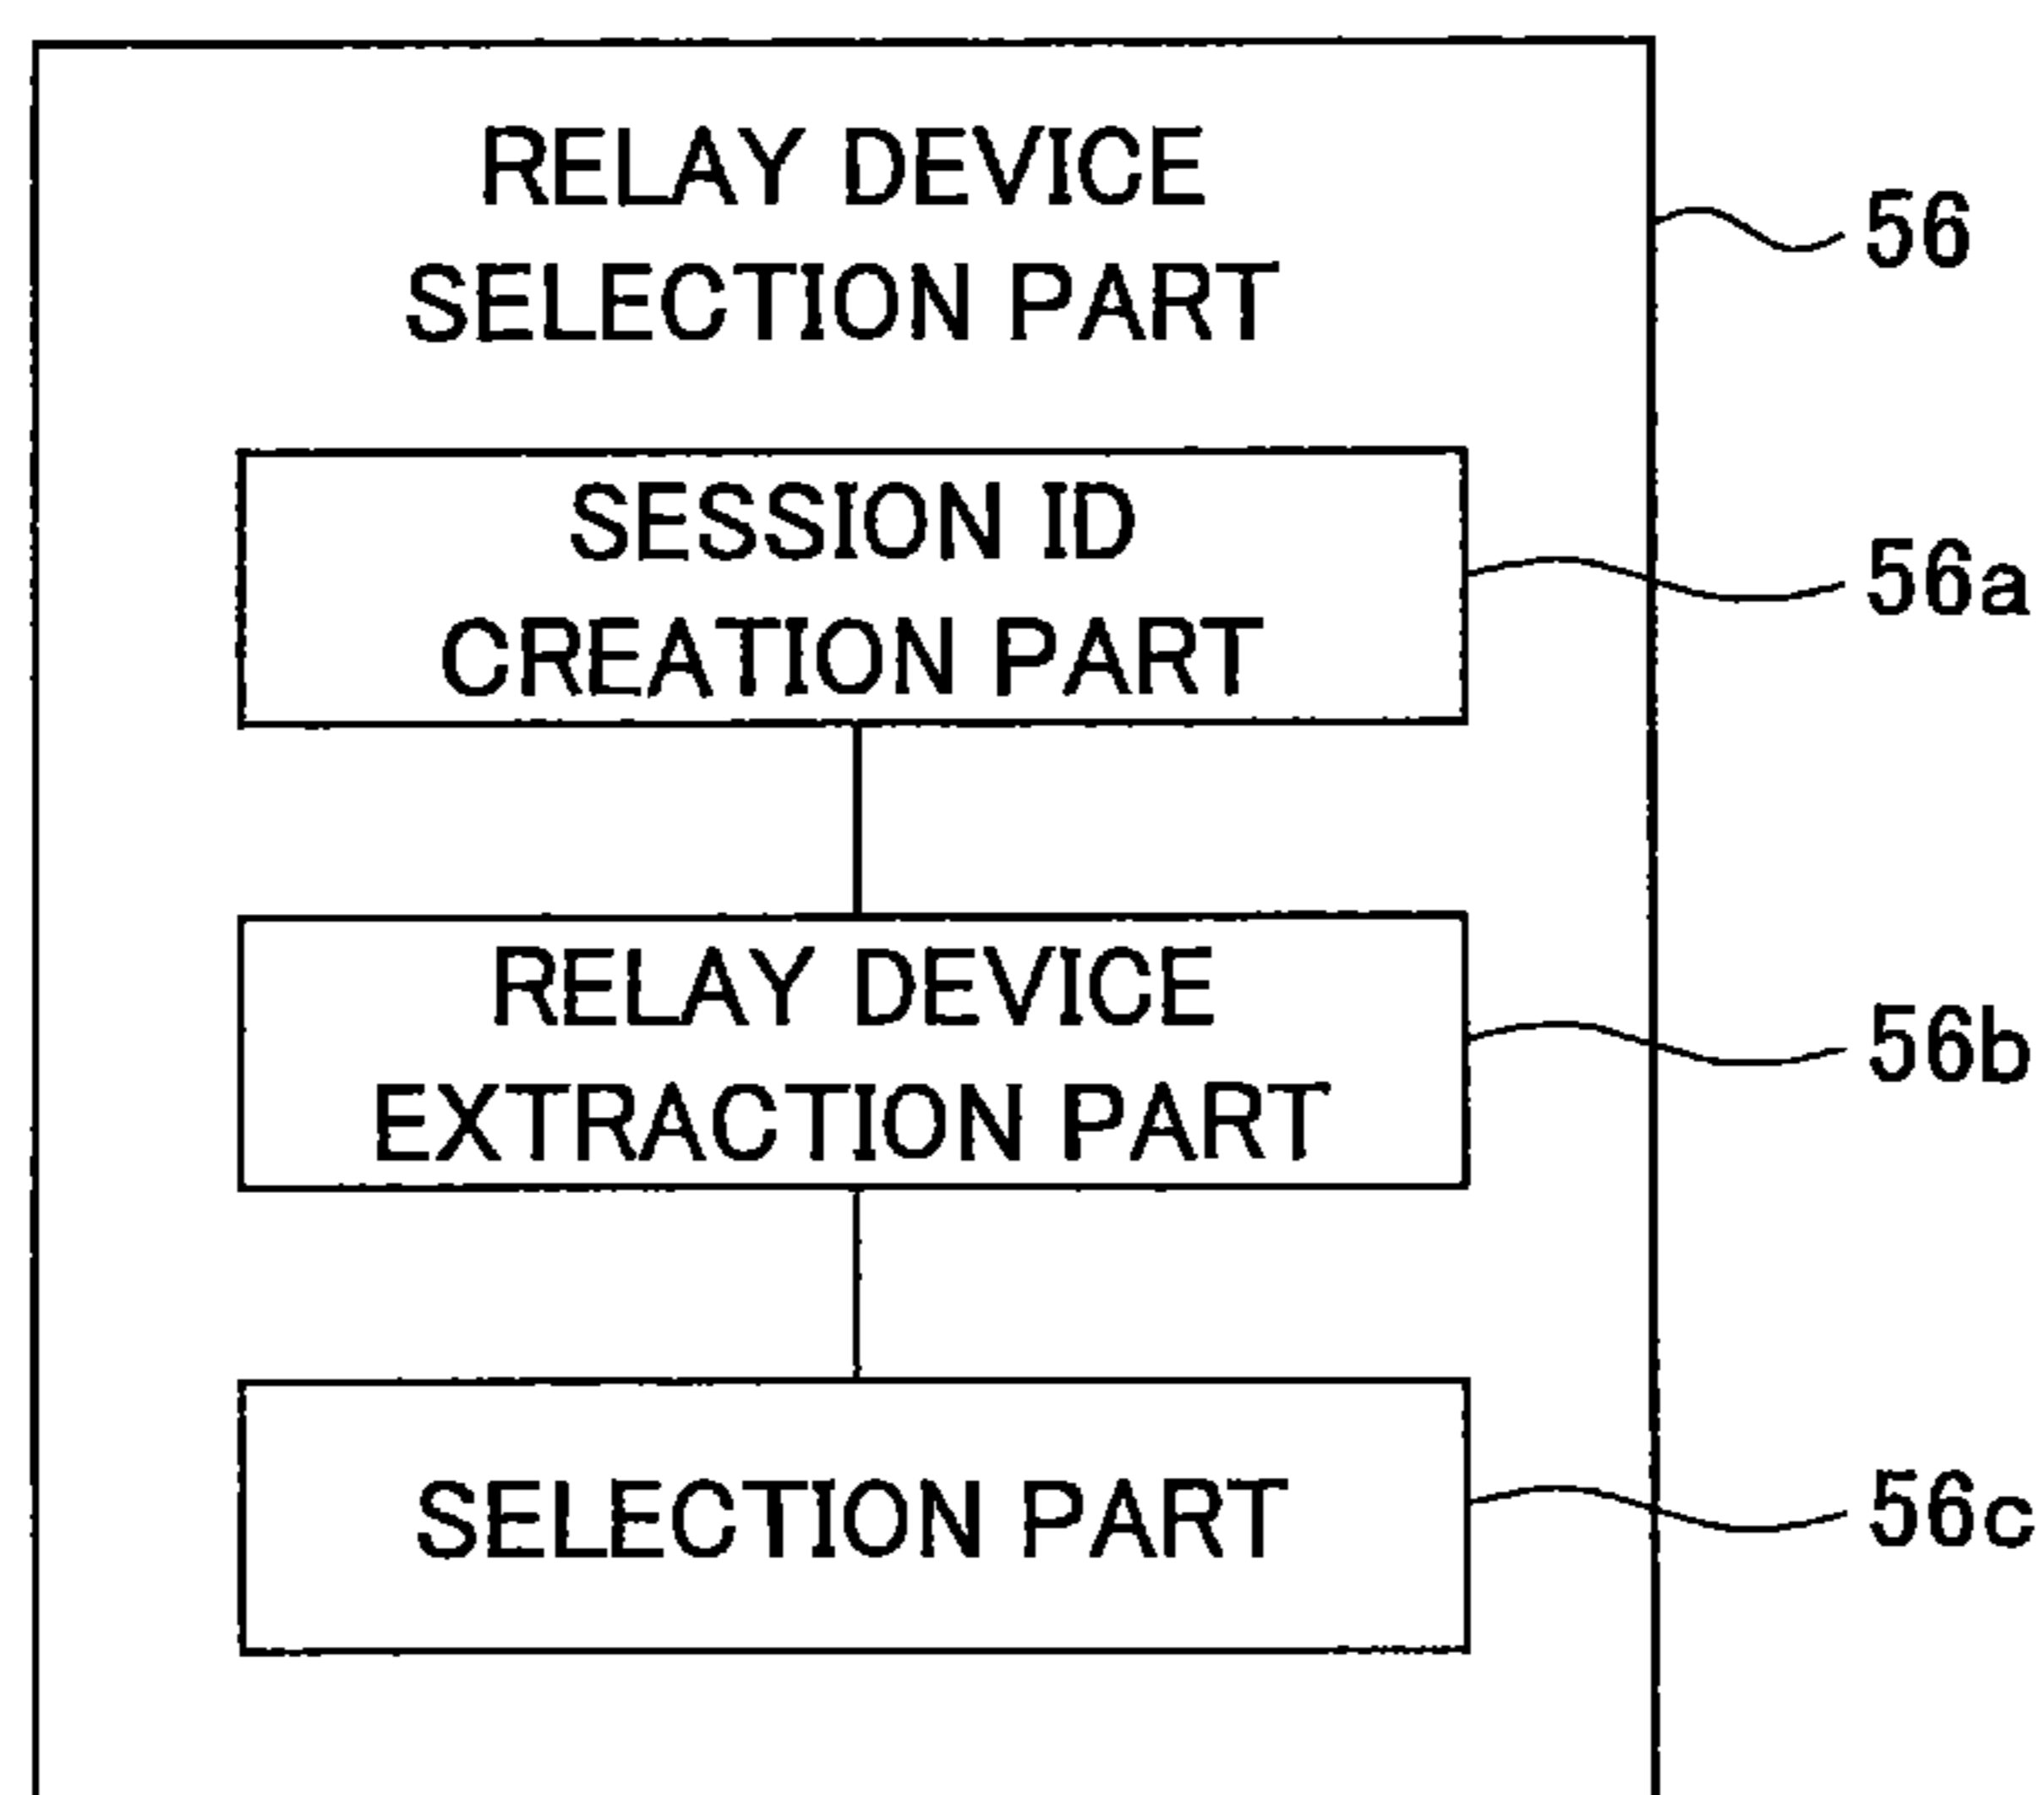 RELAY DEVICE
SELECTION PART
56
SESSION ID
CREATION PART
56a
RELAY DEVICE
EXTRACTION PART
56b
SELECTION PART
56c